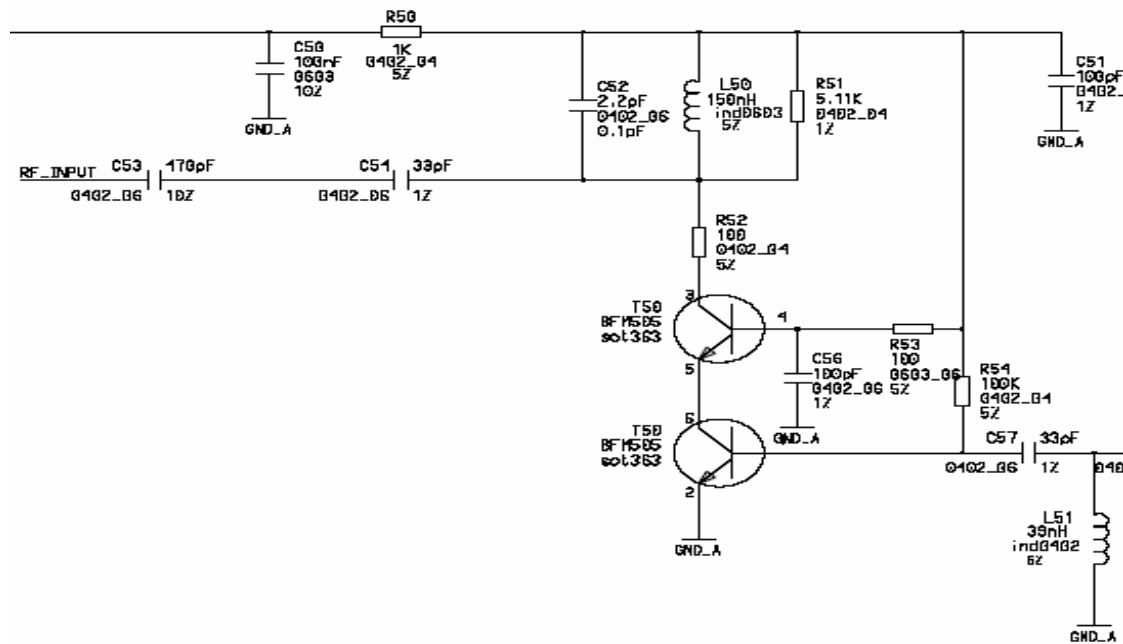 R50
1K
0402_04
5%
C50
100nF
0603
10%
GND_A
C52
2.2pF
0402_06
0.1pF
L50
150nH
ind0603
5%
R51
5.11K
0402_04
1%
C51
100pF
0402_
1%
GND_A
RF_INPUT
C53
470pF
0402_06
10%
C54
33pF
0402_06
1%
R52
100
0402_04
5%
3
T50
BFM505
sot363
4
5
R53
100
0603_06
5%
C56
100pF
0402_06
1%
GND_A
R54
100K
0402_04
5%
6
T50
BFM505
sot363
2
GND_A
C57
33pF
0402_06
1%
040
L51
39nH
ind0402
GND_A